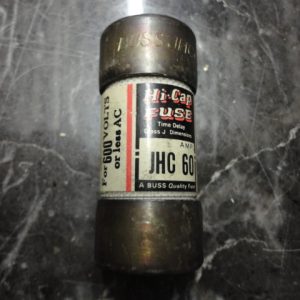 BUSS. JHC
Hi-Cap
FUSE
Time Delay
Class J Dimensions
AMP
JHC 60
A BUSS Quality Fuse
For 600 VOLTS
or less AC